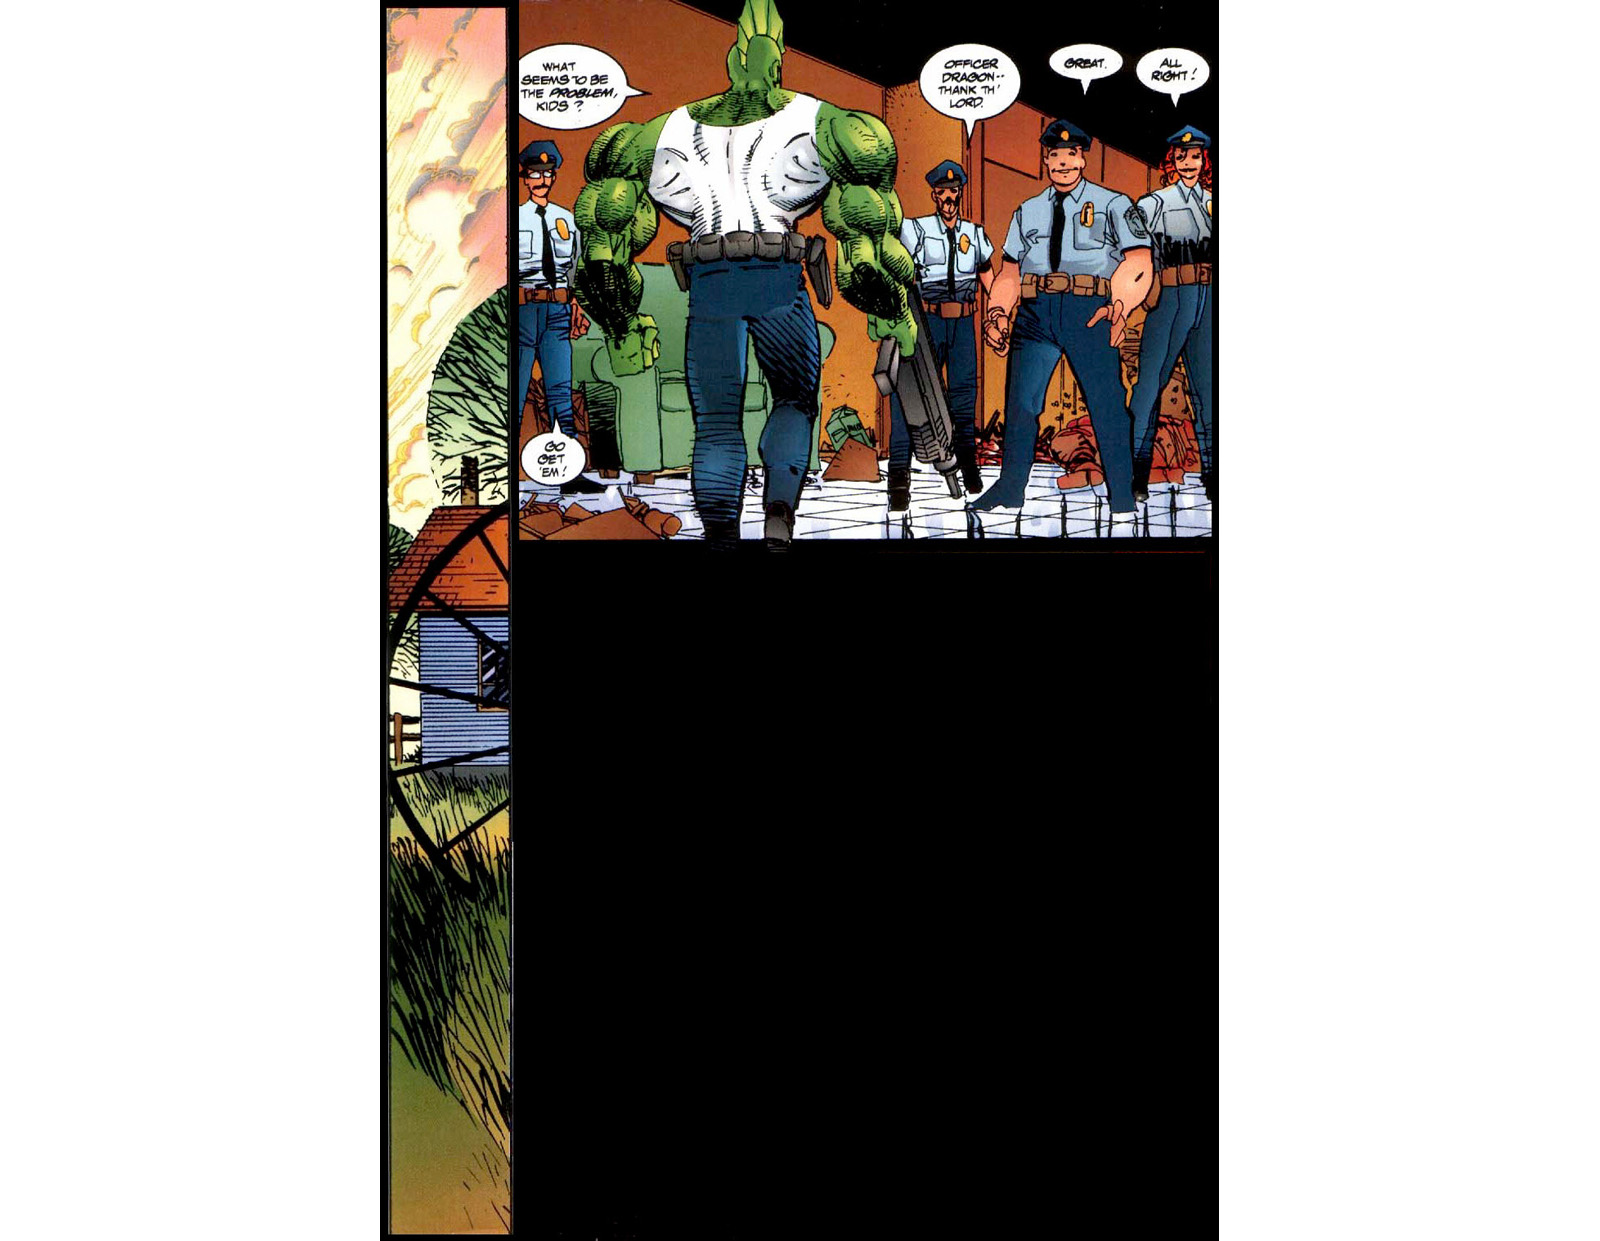 WHAT
SEEMS TO BE
THE PROBLEM,
KIDS?
OFFICER
DRAGON--
THANK TH'
LORD.
GREAT.
ALL
RIGHT!
GO
GET
'EM!